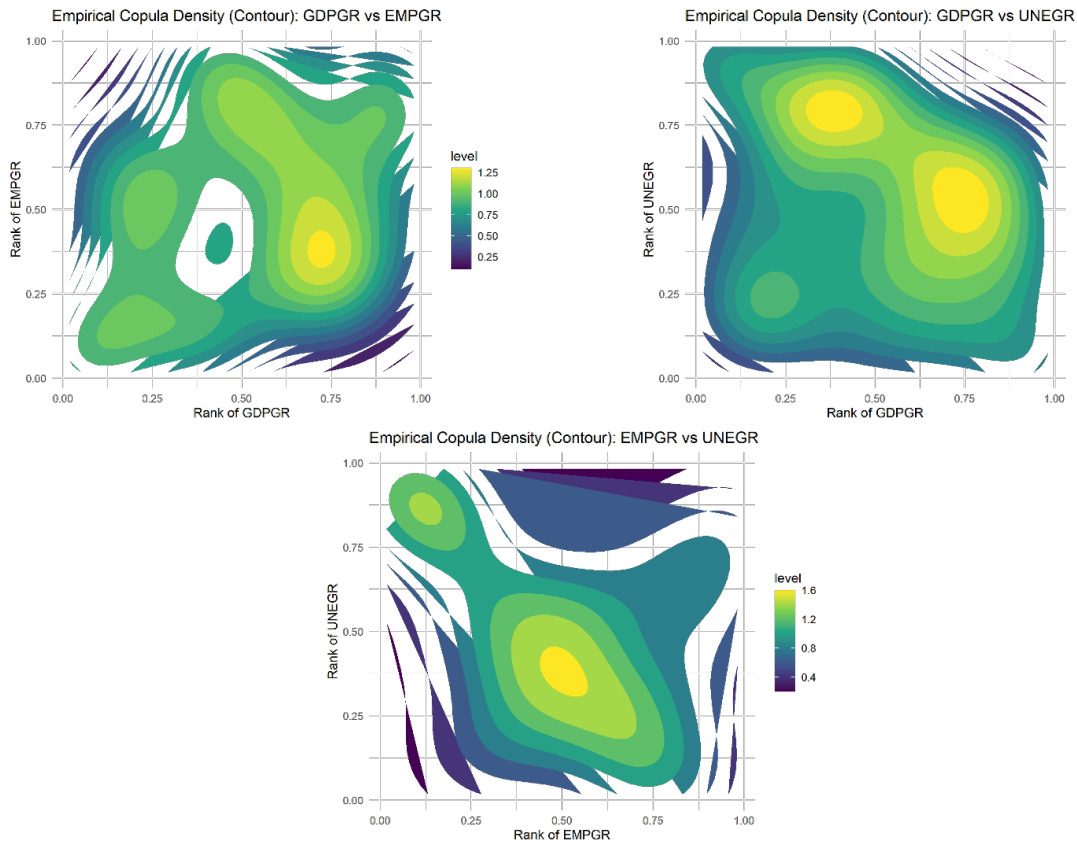 Empirical Copula Density (Contour): GDPGR vs EMPGR
1.00
0.75
0.50
0.25
0.00
Rank of EMPGR
0.00 0.25 0.50 0.75 1.00
Rank of GDPGR
level
1.25
1.00
0.75
0.50
0.25
Empirical Copula Density (Contour): GDPGR vs UNEGR
1.00
0.75
0.50
0.25
0.00
Rank of UNEGR
0.00 0.25 0.50 0.75 1.00
Rank of GDPGR
Empirical Copula Density (Contour): EMPGR vs UNEGR
1.00
0.75
0.50
0.25
0.00
Rank of UNEGR
0.00 0.25 0.50 0.75 1.00
Rank of EMPGR
level
1.6
1.2
0.8
0.4